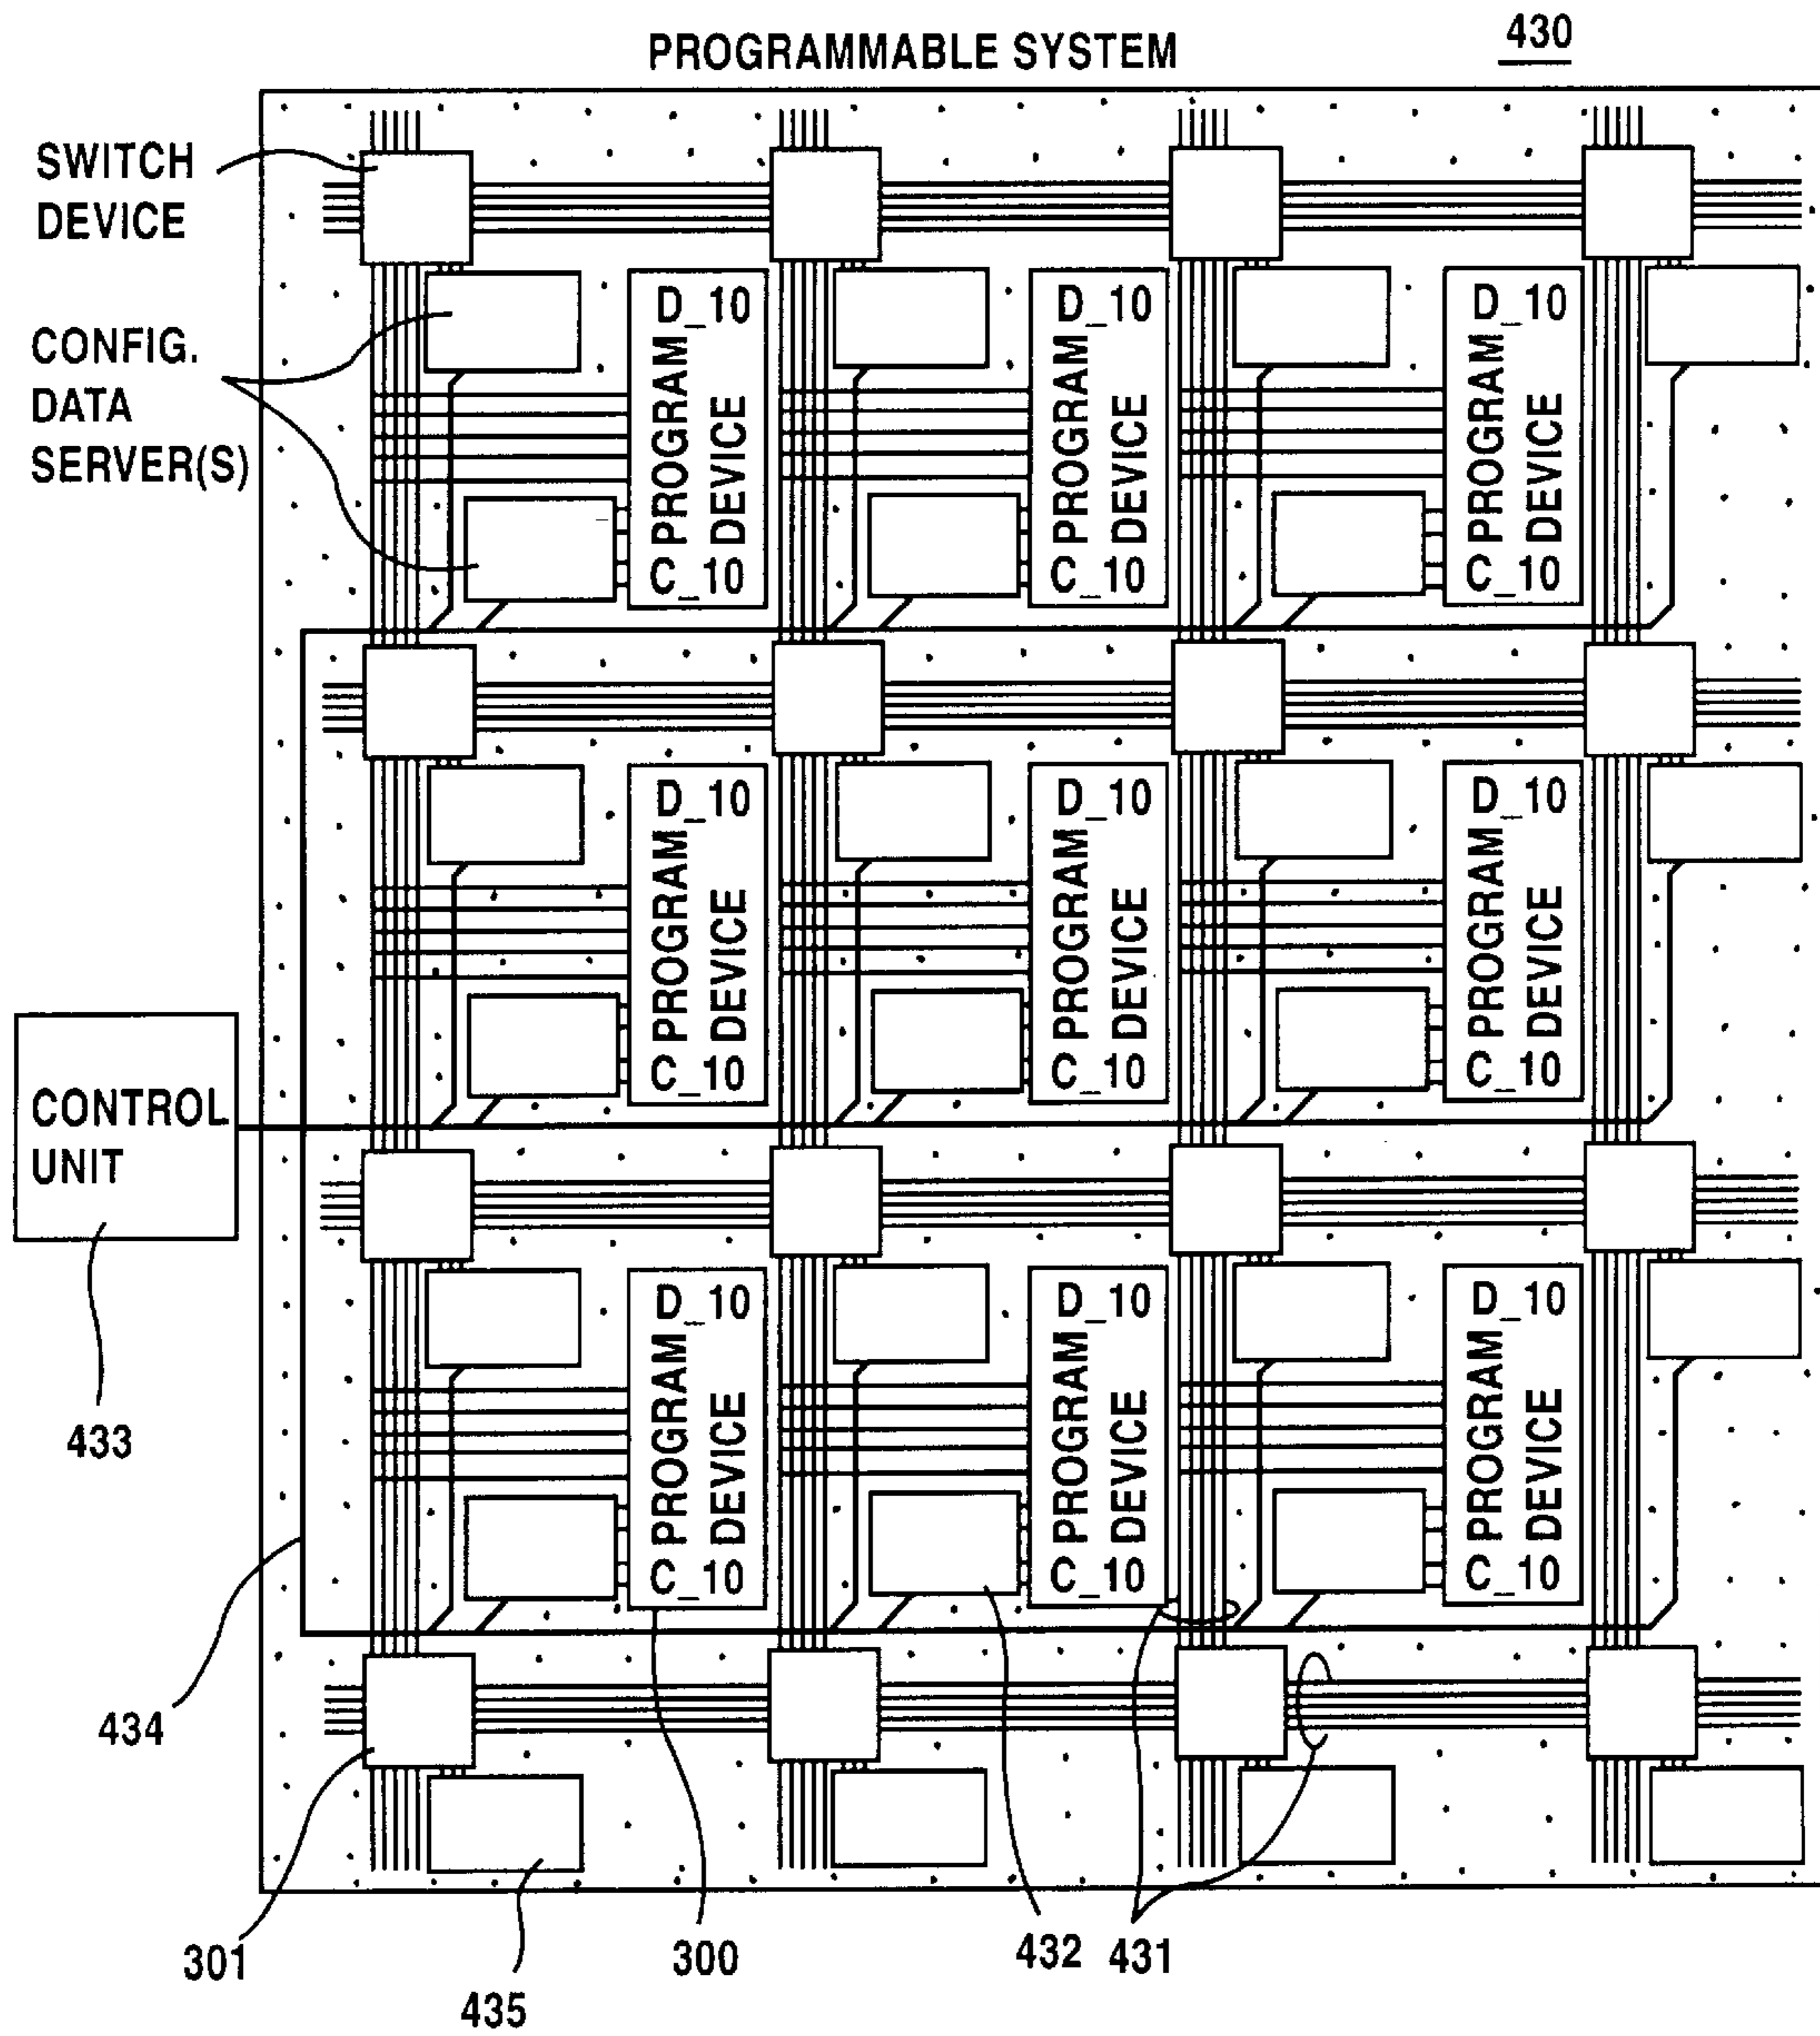 PROGRAMMABLE SYSTEM
430
SWITCH
DEVICE
CONFIG.
DATA
SERVER(S)
D_10
PROGRAM
DEVICE
C_10
D_10
PROGRAM
DEVICE
C_10
D_10
PROGRAM
DEVICE
C_10
D_10
PROGRAM
DEVICE
C_10
D_10
PROGRAM
DEVICE
C_10
D_10
PROGRAM
DEVICE
C_10
CONTROL
UNIT
433
D_10
PROGRAM
DEVICE
C_10
D_10
PROGRAM
DEVICE
C_10
D_10
PROGRAM
DEVICE
C_10
434
301
435
300
432
431